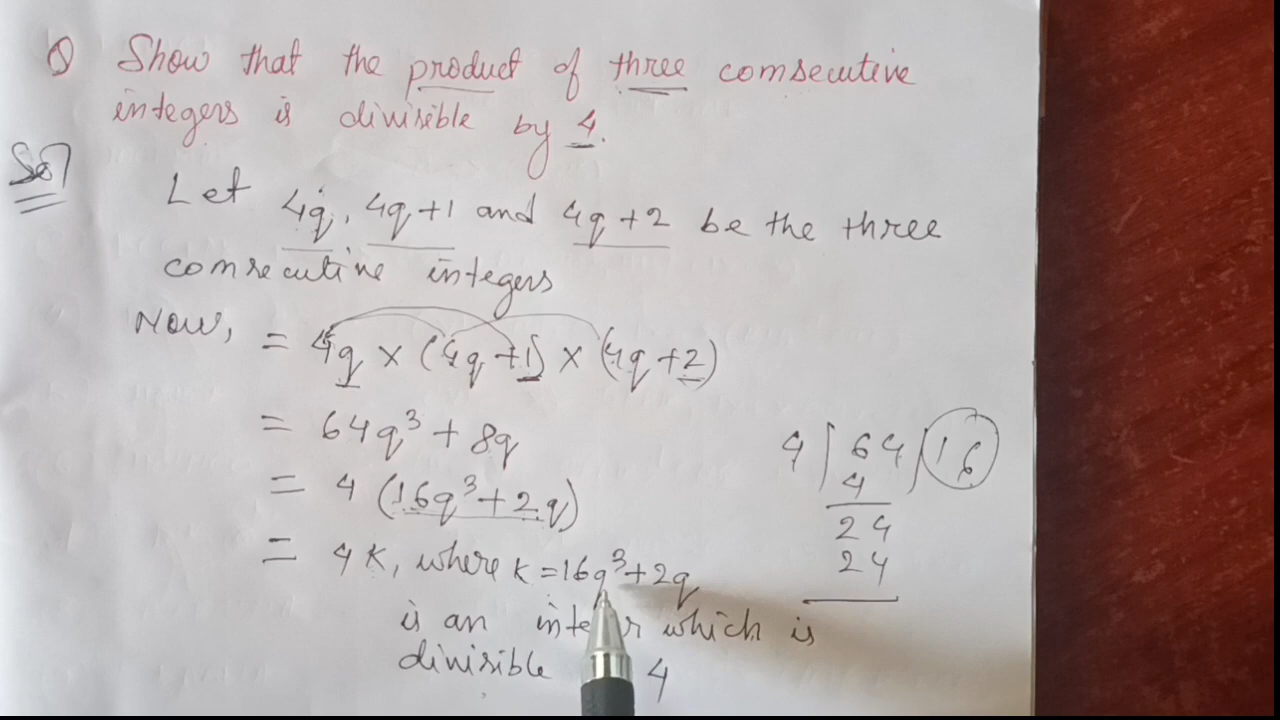 Q Show that the product of three comsecutive
integers is divisible by 4.
Sol
Let 4q, 4q+1 and 4q+2 be the three
comsecutive integers
Now, = 4q × (4q+1) × (4q+2)
= 64q³ + 8q
= 4 (16q³+2q)
= 4K, where K=16q³+2q
is an which is
divisible 4
4 ) 64 ( 16
4
24
24